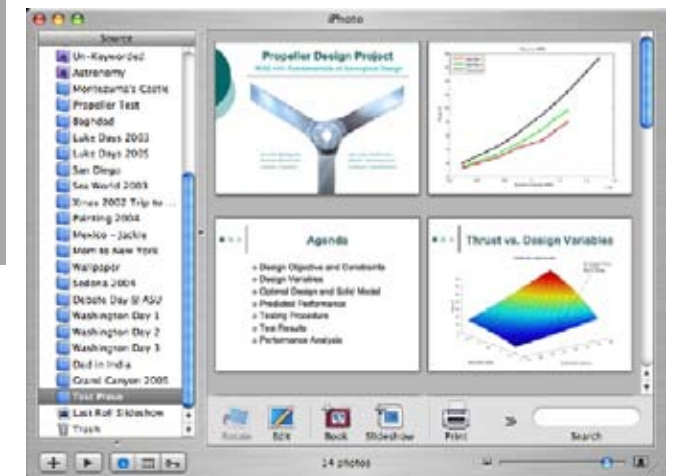 iPhoto
Source
Un-Keyworded
Astronomy
Montezuma's Castle
Propeller Test
Baghdad
Luke Days 2003
Luke Days 2005
San Diego
Sea World 2003
Xmas 2002 Trip to ...
Painting 2004
Mexico - Jackie
Mom to New York
Wallpaper
Sedona 2004
Debate Day @ ASU
Washington Day 1
Washington Day 2
Washington Day 3
Dad in India
Grand Canyon 2005
Last Roll Slideshow
Trash
Propeller Design Project
Agenda
Design Objective and Constraints
Design Variables
Optimal Design and Solid Model
Predicted Performance
Testing Procedure
Test Results
Performance Analysis
Thrust vs. Design Variables
Rotate
Edit
Book
Slideshow
Print
Search
14 photos